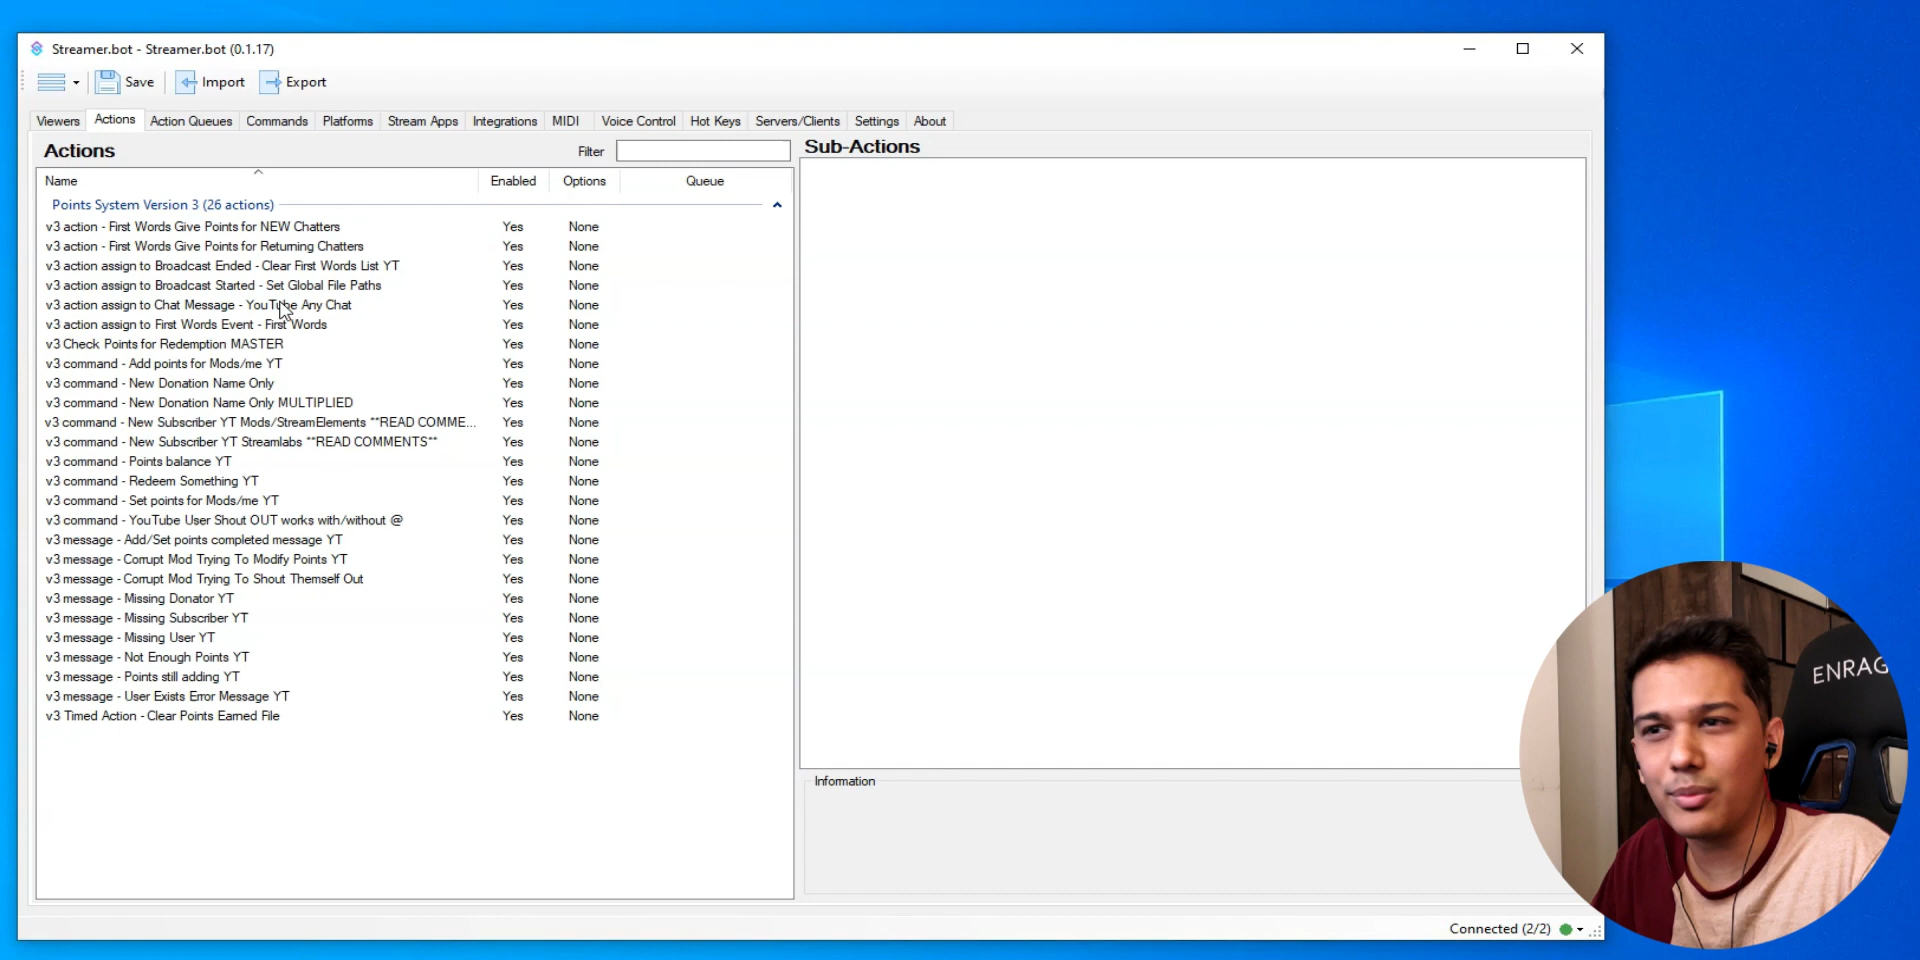 Streamer.bot - Streamer.bot (0.1.17)
Save Import Export
Viewers Actions Action Queues Commands Platforms Stream Apps Integrations MIDI Voice Control Hot Keys Servers/Clients Settings About
Actions Filter Sub-Actions
Name Enabled Options Queue
Points System Version 3 (26 actions)
v3 action - First Words Give Points for NEW Chatters Yes None
v3 action - First Words Give Points for Returning Chatters Yes None
v3 action assign to Broadcast Ended - Clear First Words List YT Yes None
v3 action assign to Broadcast Started - Set Global File Paths Yes None
v3 action assign to Chat Message - YouTube Any Chat Yes None
v3 action assign to First Words Event - First Words Yes None
v3 Check Points for Redemption MASTER Yes None
v3 command - Add points for Mods/me YT Yes None
v3 command - New Donation Name Only Yes None
v3 command - New Donation Name Only MULTIPLIED Yes None
v3 command - New Subscriber YT Mods/StreamElements **READ COMME... Yes None
v3 command - New Subscriber YT Streamlabs **READ COMMENTS** Yes None
v3 command - Points balance YT Yes None
v3 command - Redeem Something YT Yes None
v3 command - Set points for Mods/me YT Yes None
v3 command - YouTube User Shout OUT works with/without @ Yes None
v3 message - Add/Set points completed message YT Yes None
v3 message - Corrupt Mod Trying To Modify Points YT Yes None
v3 message - Corrupt Mod Trying To Shout Themself Out Yes None
v3 message - Missing Donator YT Yes None
v3 message - Missing Subscriber YT Yes None
v3 message - Missing User YT Yes None
v3 message - Not Enough Points YT Yes None
v3 message - Points still adding YT Yes None
v3 message - User Exists Error Message YT Yes None
v3 Timed Action - Clear Points Earned File Yes None
Information
ENRAG
Connected (2/2)